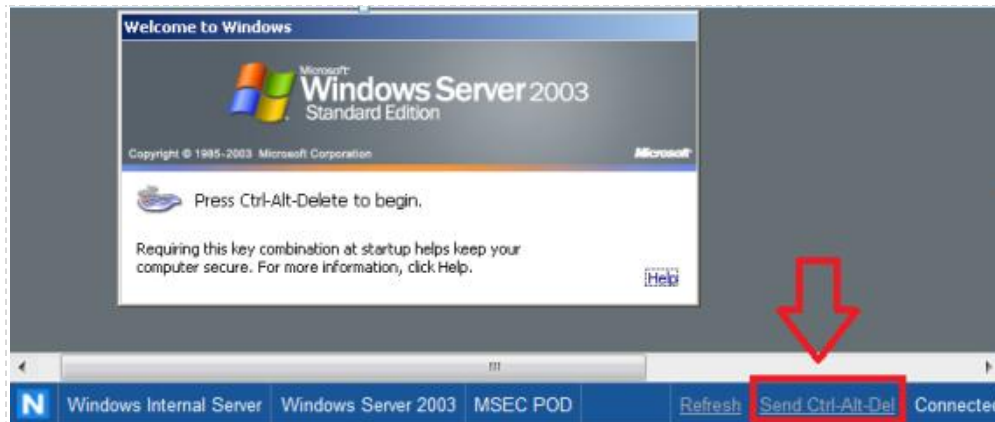 Welcome to Windows
Microsoft
Windows Server 2003
Standard Edition
Copyright © 1985-2003 Microsoft Corporation
Microsoft
Press Ctrl-Alt-Delete to begin.
Requiring this key combination at startup helps keep your
computer secure. For more information, click Help.
Help
N Windows Internal Server Windows Server 2003 MSEC POD Refresh Send Ctrl-Alt-Del Connected